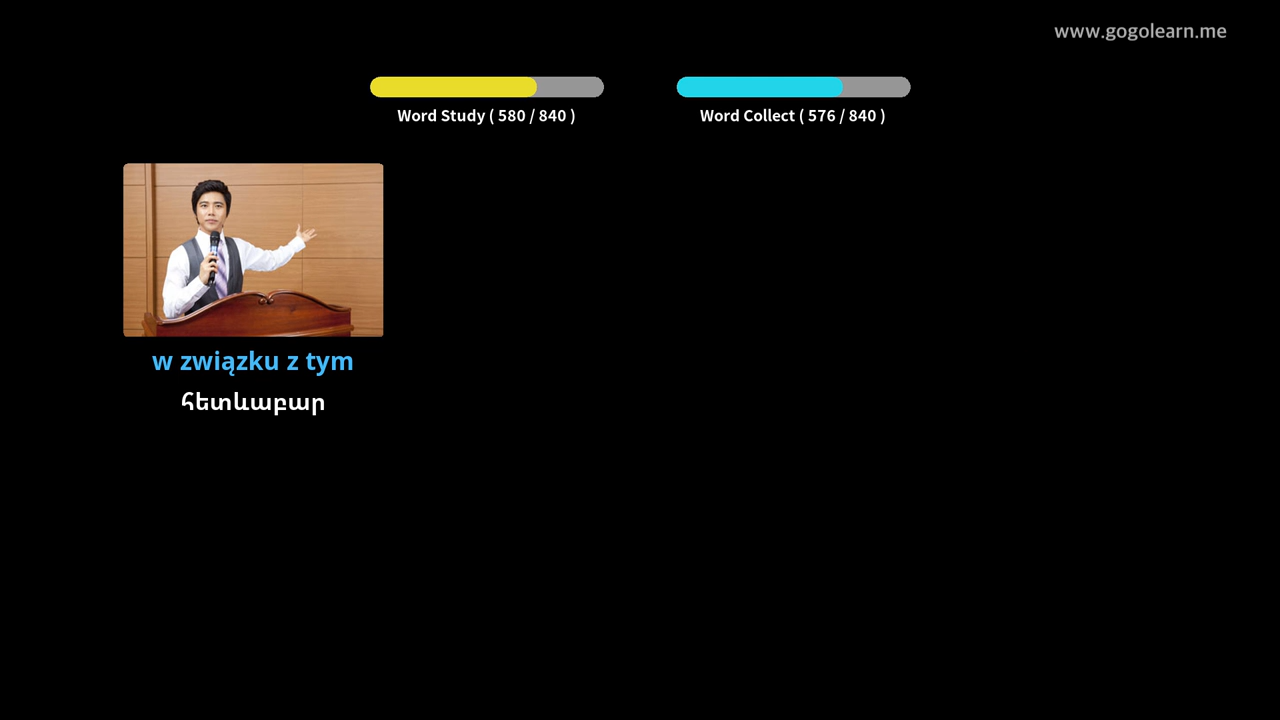 www.gogolearn.me
Word Study ( 580 / 840 )
Word Collect ( 576 / 840 )
w związku z tym
հետևաբար